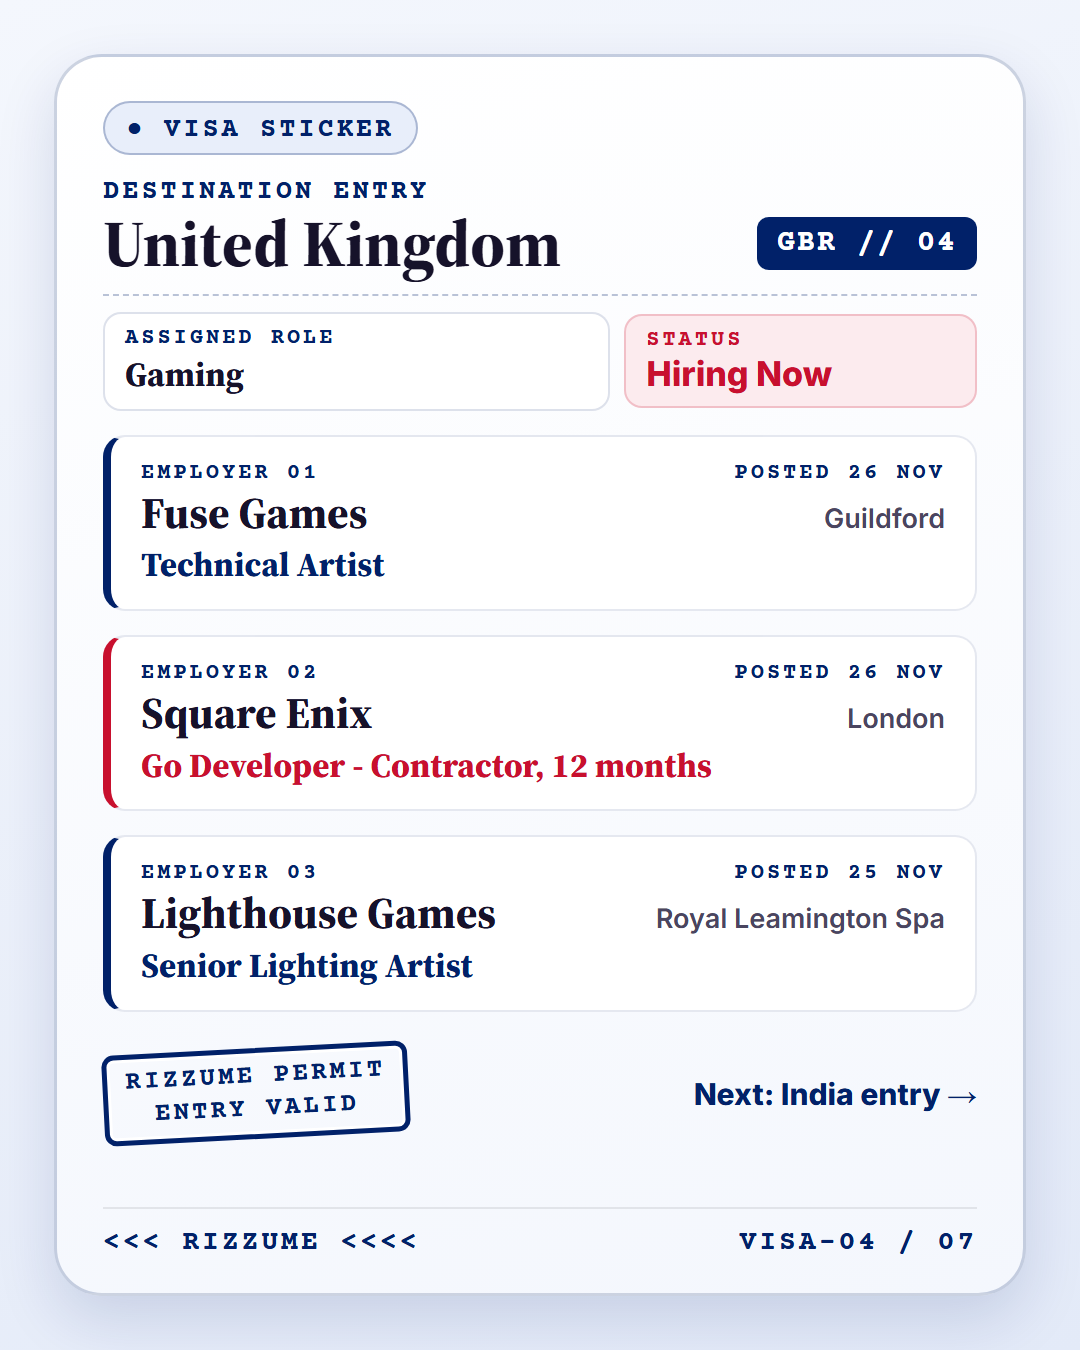 • VISA STICKER
DESTINATION ENTRY
United Kingdom
GBR // 04
ASSIGNED ROLE
Gaming
STATUS
Hiring Now
EMPLOYER 01
POSTED 26 NOV
Fuse Games
Guildford
Technical Artist
EMPLOYER 02
POSTED 26 NOV
Square Enix
London
Go Developer - Contractor, 12 months
EMPLOYER 03
POSTED 25 NOV
Lighthouse Games
Royal Leamington Spa
Senior Lighting Artist
RIZZUME PERMIT
ENTRY VALID
Next: India entry →
<<< RIZZUME <<<<
VISA-04 / 07